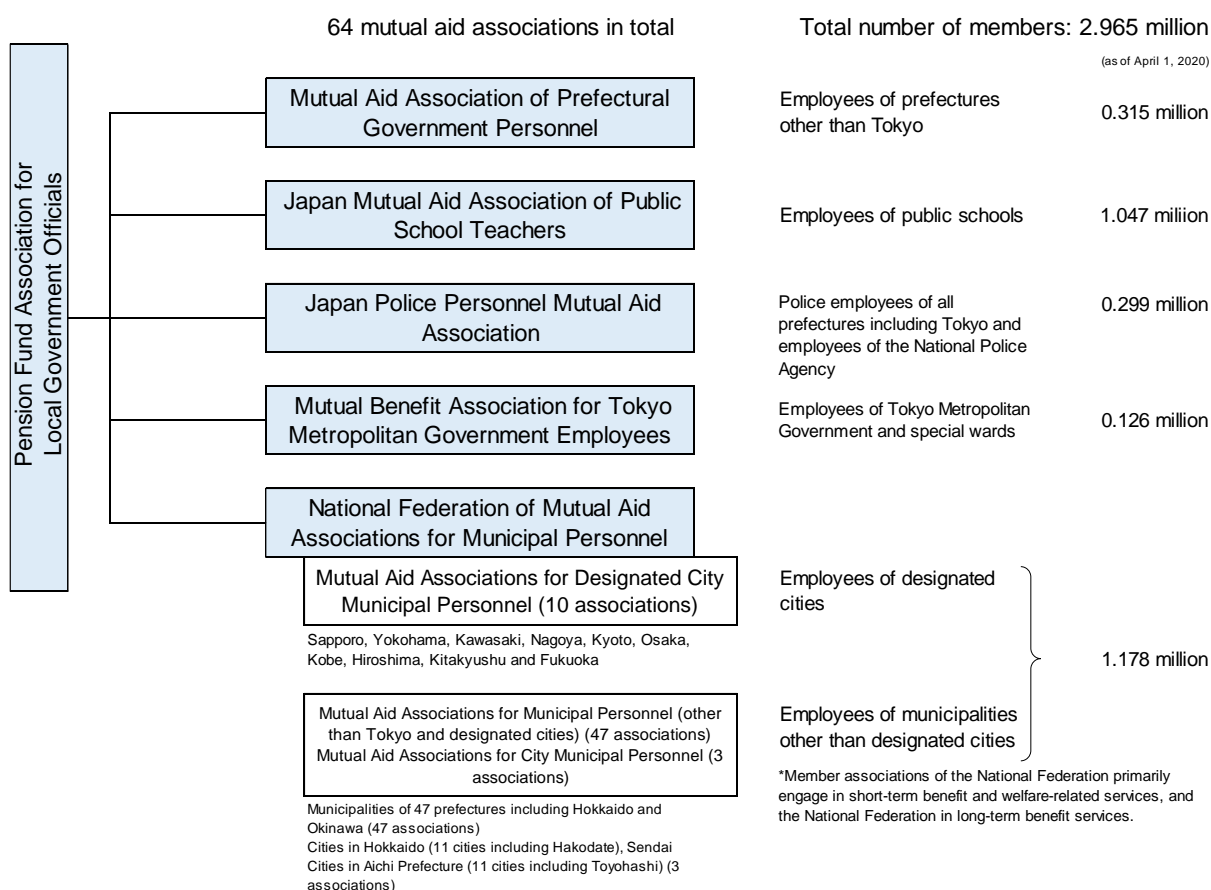 64 mutual aid associations in total
Total number of members: 2.965 million
(as of April 1, 2020)
Pension Fund Association for
Local Government Officials
Mutual Aid Association of Prefectural
Government Personnel
Employees of prefectures
other than Tokyo
0.315 million
Japan Mutual Aid Association of Public
School Teachers
Employees of public schools
1.047 miliion
Japan Police Personnel Mutual Aid
Association
Police employees of all
prefectures including Tokyo and
employees of the National Police
Agency
0.299 million
Mutual Benefit Association for Tokyo
Metropolitan Government Employees
Employees of Tokyo Metropolitan
Government and special wards
0.126 million
National Federation of Mutual Aid
Associations for Municipal Personnel
Mutual Aid Associations for Designated City
Municipal Personnel (10 associations)
Employees of designated
cities
Sapporo, Yokohama, Kawasaki, Nagoya, Kyoto, Osaka,
Kobe, Hiroshima, Kitakyushu and Fukuoka
1.178 million
Mutual Aid Associations for Municipal Personnel (other
than Tokyo and designated cities) (47 associations)
Mutual Aid Associations for City Municipal Personnel (3
associations)
Employees of municipalities
other than designated cities
*Member associations of the National Federation primarily
engage in short-term benefit and welfare-related services, and
the National Federation in long-term benefit services.
Municipalities of 47 prefectures including Hokkaido and
Okinawa (47 associations)
Cities in Hokkaido (11 cities including Hakodate), Sendai
Cities in Aichi Prefecture (11 cities including Toyohashi) (3
associations)